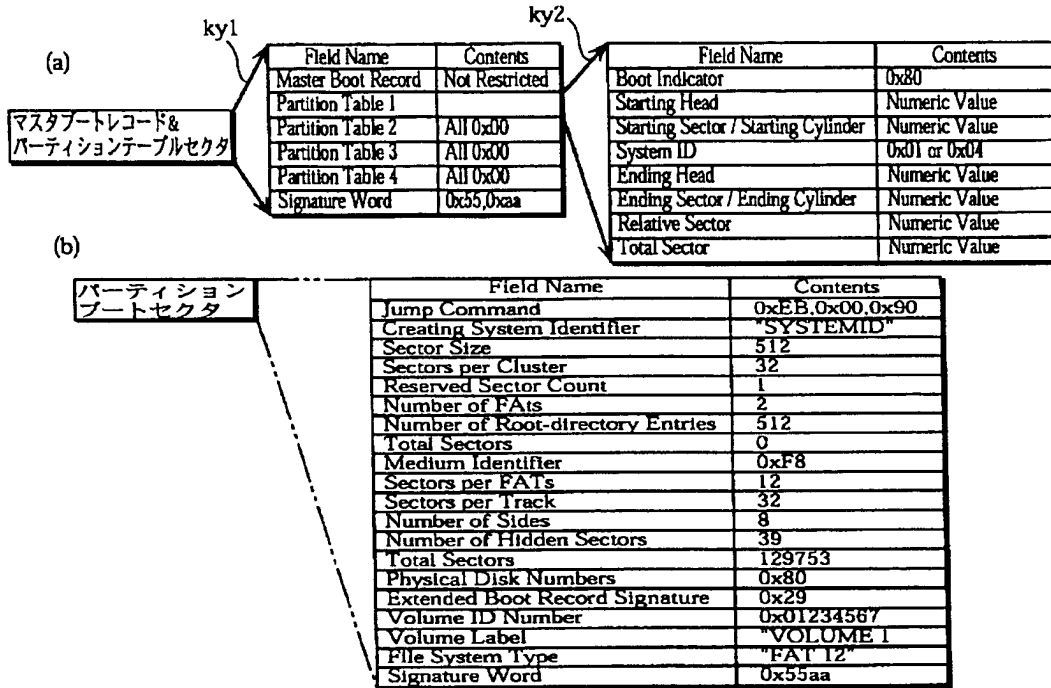 ky1
ky2
(a)
マスタブートレコード&
パーティションテーブルセクタ
Field Name Contents
Master Boot Record Not Restricted
Partition Table 1
Partition Table 2 All 0x00
Partition Table 3 All 0x00
Partition Table 4 All 0x00
Signature Word 0x55,0xaa
Field Name Contents
Boot Indicator 0x80
Starting Head Numeric Value
Starting Sector / Starting Cylinder Numeric Value
System ID 0x01 or 0x04
Ending Head Numeric Value
Ending Sector / Ending Cylinder Numeric Value
Relative Sector Numeric Value
Total Sector Numeric Value
(b)
パーティション
ブートセクタ
Field Name Contents
Jump Command 0xEB,0x00,0x90
Creating System Identifier "SYSTEMID"
Sector Size 512
Sectors per Cluster 32
Reserved Sector Count 1
Number of FAts 2
Number of Root-directory Entries 512
Total Sectors 0
Medium Identifier 0xF8
Sectors per FATs 12
Sectors per Track 32
Number of Sides 8
Number of Hidden Sectors 39
Total Sectors 129753
Physical Disk Numbers 0x80
Extended Boot Record Signature 0x29
Volume ID Number 0x01234567
Volume Label "VOLUME 1
File System Type "FAT 12"
Signature Word 0x55aa